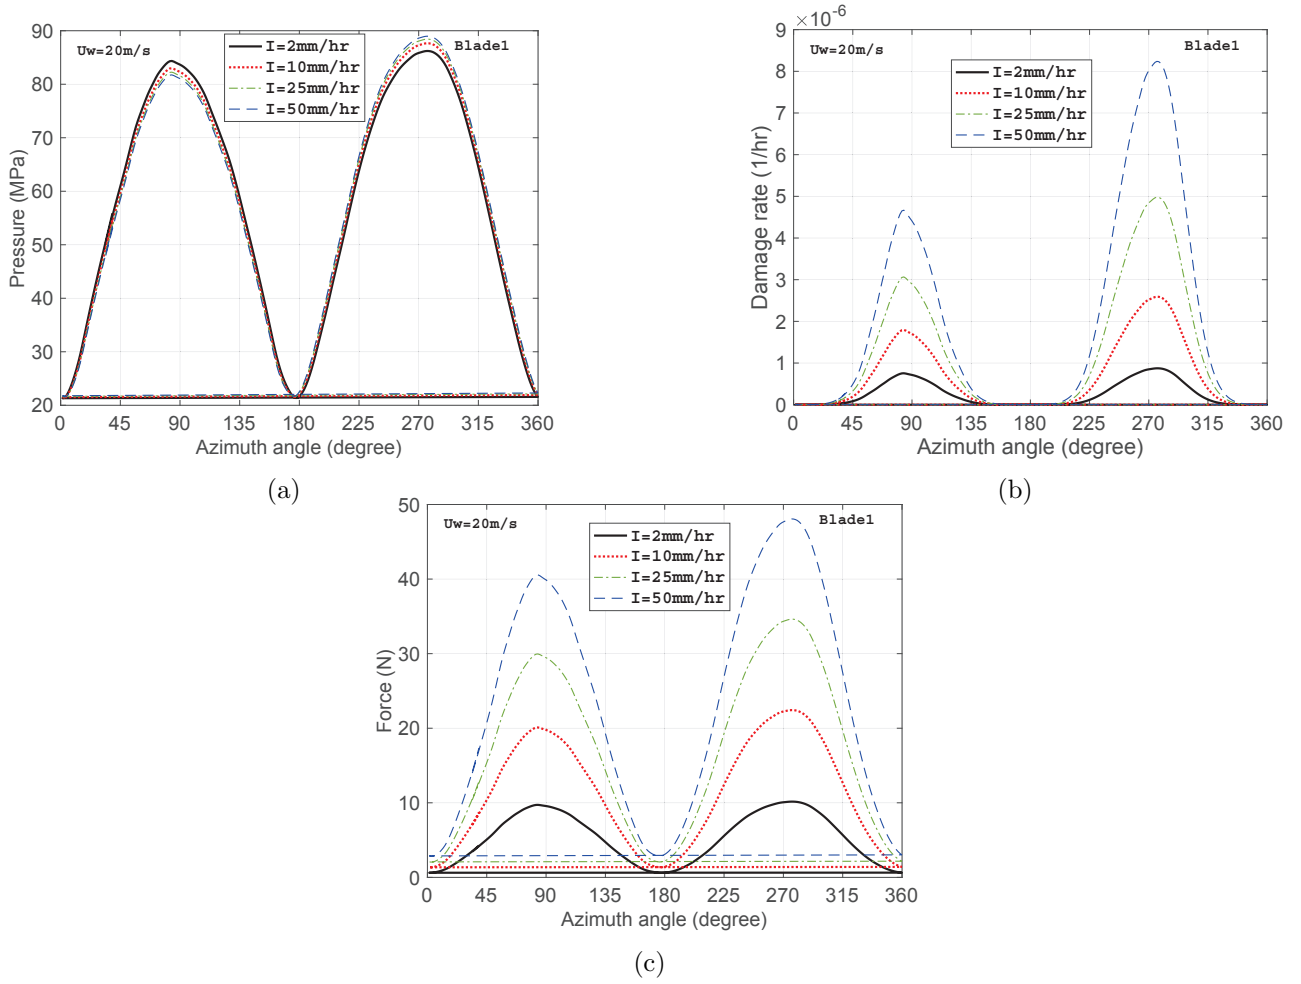 Uw=20m/s
Blade1
I=2mm/hr
I=10mm/hr
I=25mm/hr
I=50mm/hr
Pressure (MPa)
90
80
70
60
50
40
30
20
0 45 90 135 180 225 270 315 360
Azimuth angle (degree)
(a)
×10⁻⁶
Uw=20m/s
Blade1
I=2mm/hr
I=10mm/hr
I=25mm/hr
I=50mm/hr
Damage rate (1/hr)
9
8
7
6
5
4
3
2
1
0
0 45 90 135 180 225 270 315 360
Azimuth angle (degree)
(b)
Uw=20m/s
Blade1
I=2mm/hr
I=10mm/hr
I=25mm/hr
I=50mm/hr
Force (N)
50
40
30
20
10
0
0 45 90 135 180 225 270 315 360
Azimuth angle (degree)
(c)